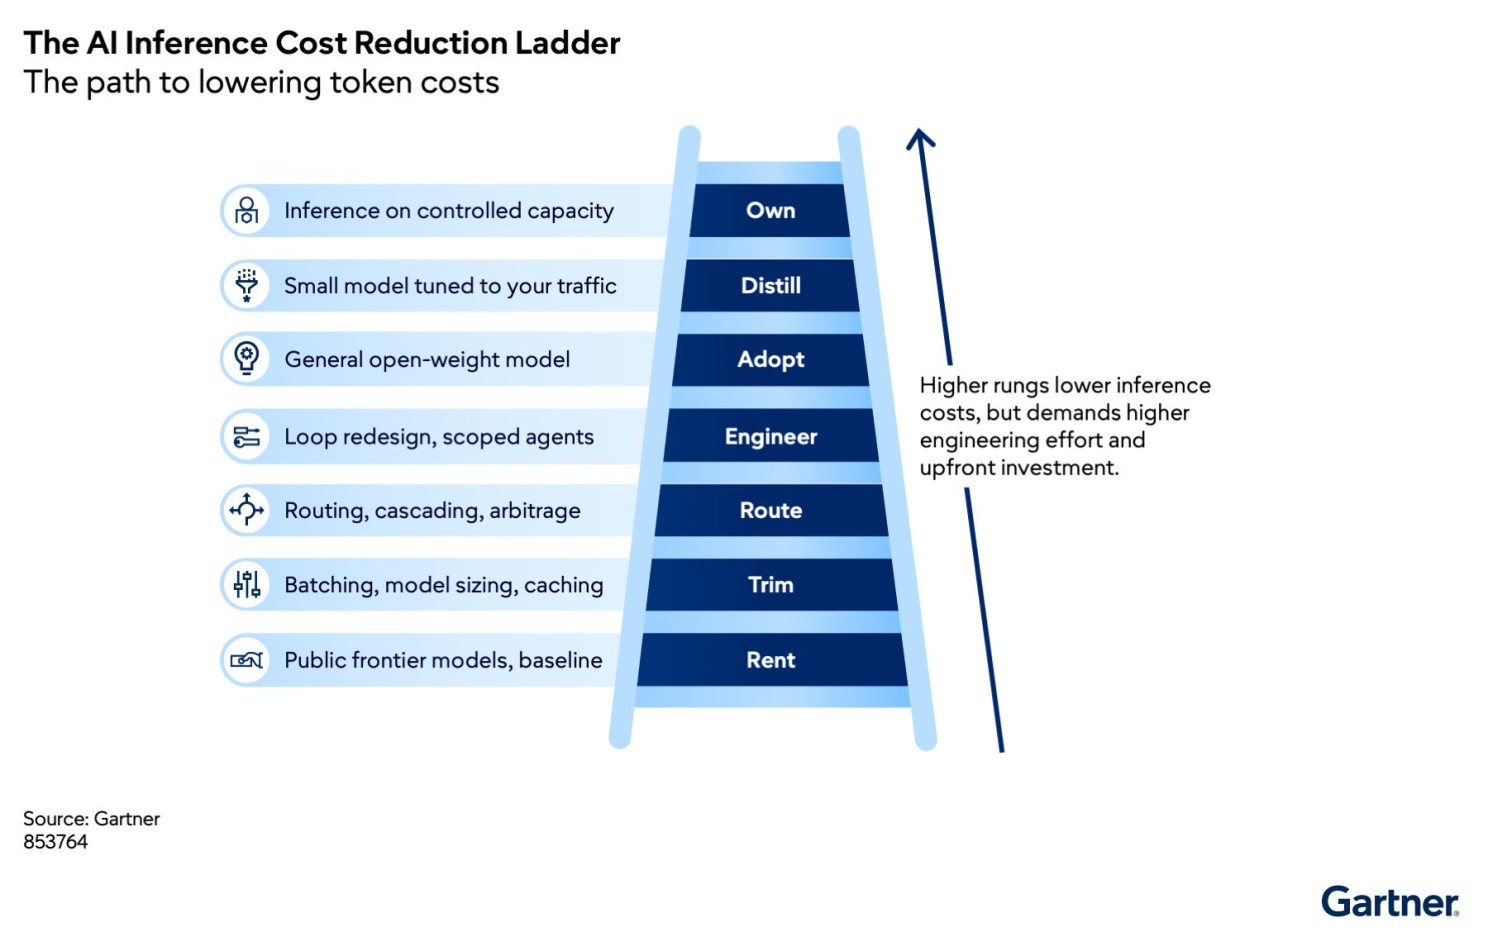 The AI Inference Cost Reduction Ladder
The path to lowering token costs
Inference on controlled capacity
Own
Small model tuned to your traffic
Distill
General open-weight model
Adopt
Loop redesign, scoped agents
Engineer
Routing, cascading, arbitrage
Route
Batching, model sizing, caching
Trim
Public frontier models, baseline
Rent
Higher rungs lower inference
costs, but demands higher
engineering effort and
upfront investment.
Source: Gartner
853764
Gartner®